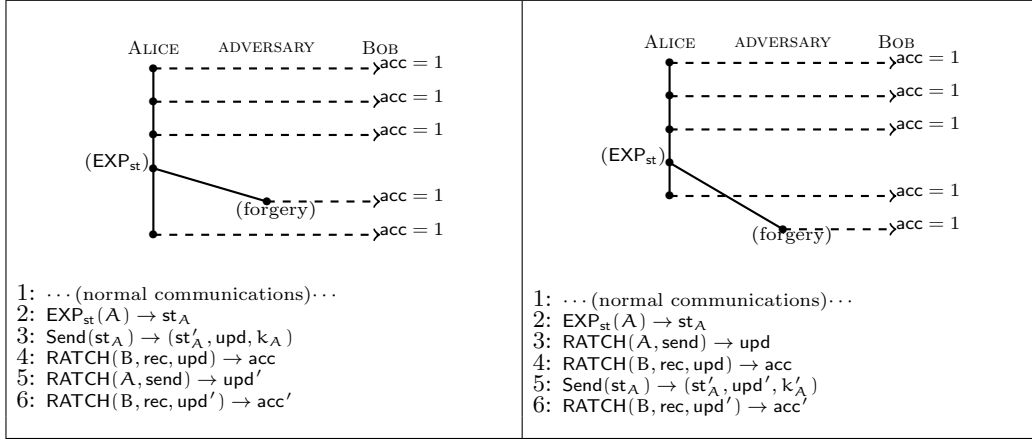 ALICE ADVERSARY BOB
acc = 1
acc = 1
acc = 1
(EXP_st)
acc = 1
(forgery)
acc = 1
1: ···(normal communications)···
2: EXP_st(A) → st_A
3: Send(st_A) → (st'_A, upd, k_A)
4: RATCH(B, rec, upd) → acc
5: RATCH(A, send) → upd'
6: RATCH(B, rec, upd') → acc'
ALICE ADVERSARY BOB
acc = 1
acc = 1
acc = 1
(EXP_st)
acc = 1
acc = 1
(forgery)
1: ···(normal communications)···
2: EXP_st(A) → st_A
3: RATCH(A, send) → upd
4: RATCH(B, rec, upd) → acc
5: Send(st_A) → (st'_A, upd', k'_A)
6: RATCH(B, rec, upd') → acc'